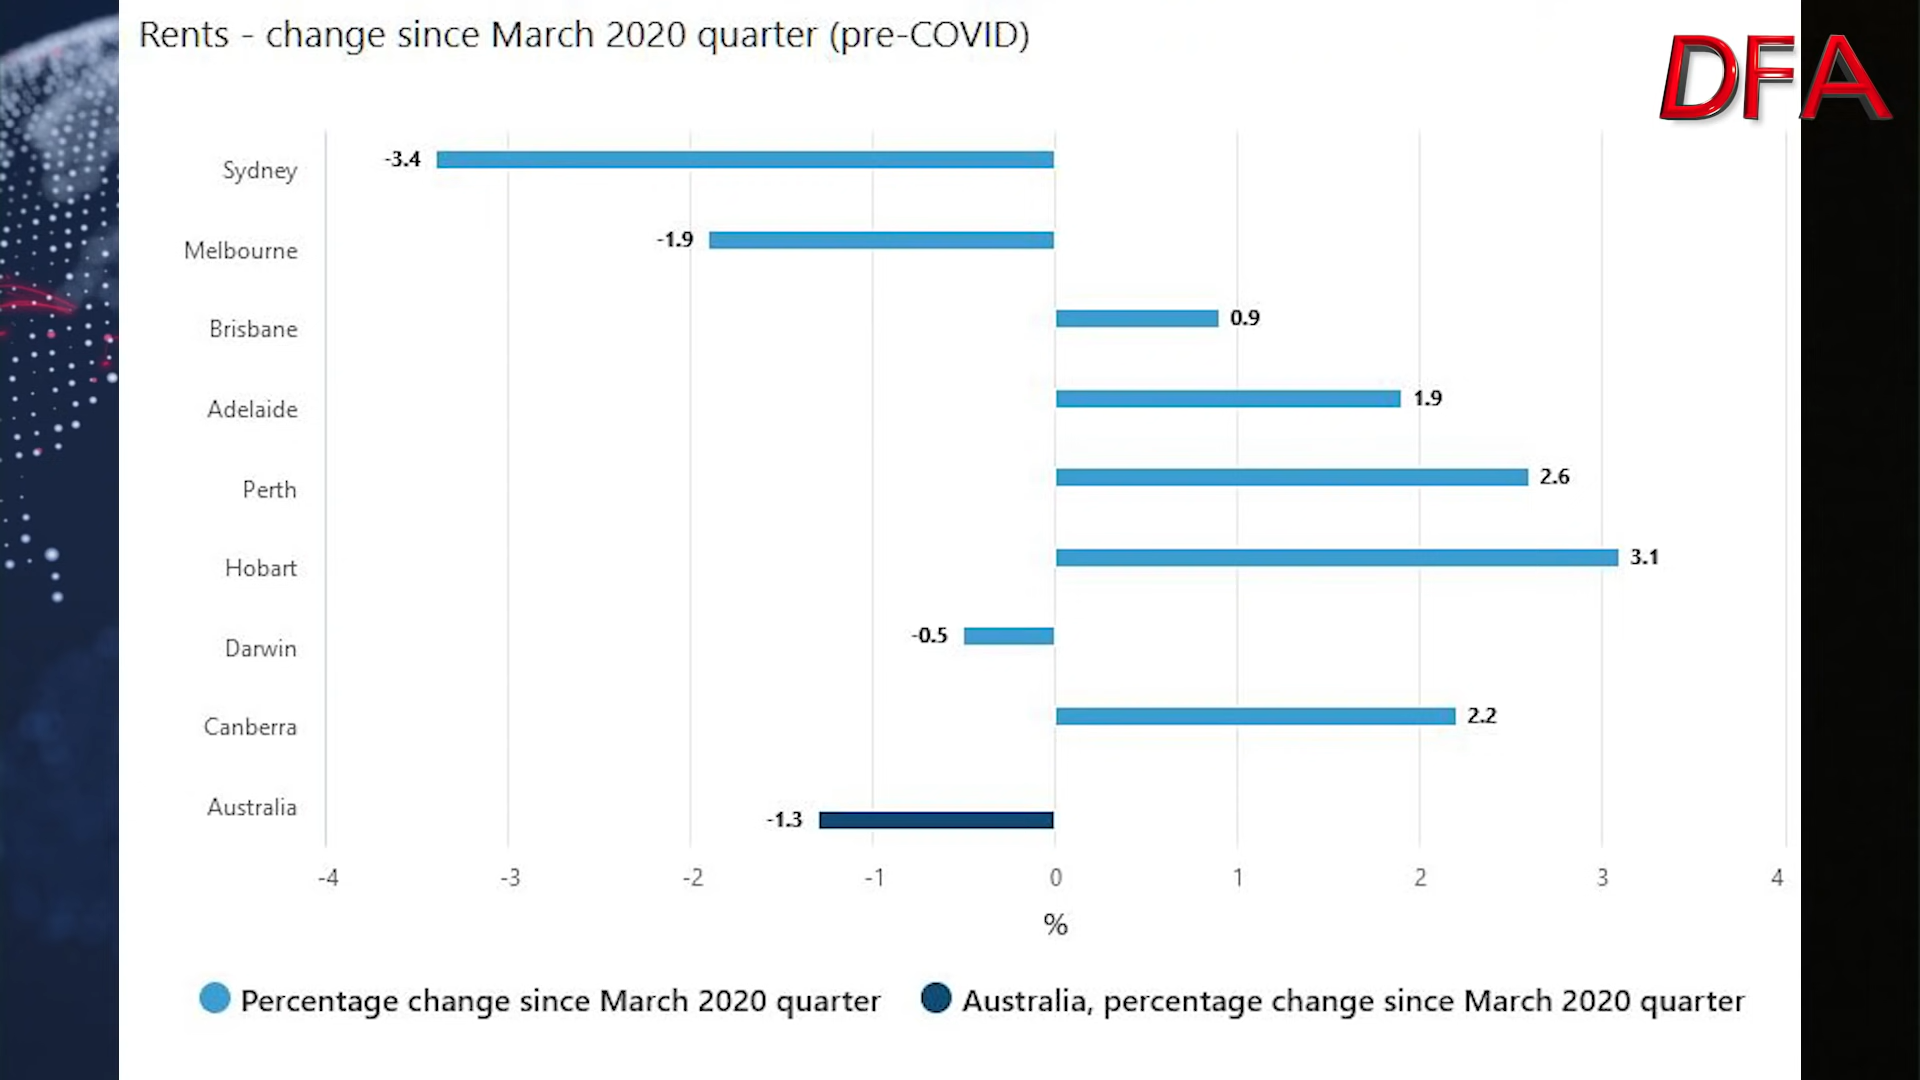 Rents - change since March 2020 quarter (pre-COVID)
DFA
Sydney -3.4
Melbourne -1.9
Brisbane 0.9
Adelaide 1.9
Perth 2.6
Hobart 3.1
Darwin -0.5
Canberra 2.2
Australia -1.3
-4 -3 -2 -1 0 1 2 3 4
%
Percentage change since March 2020 quarter Australia, percentage change since March 2020 quarter